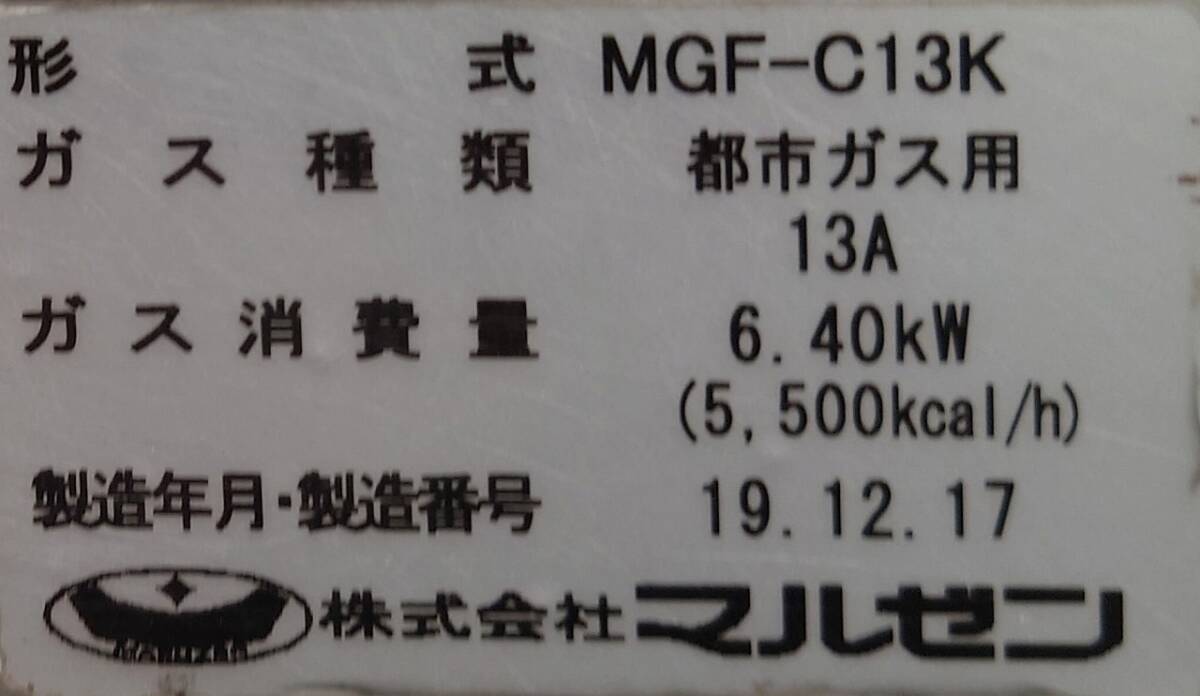 形式 MGF-C13K
ガス種類 都市ガス用
13A
ガス消費量 6.40kW
(5,500kcal/h)
製造年月・製造番号 19.12.17
MARUZEN 株式会社マルゼン